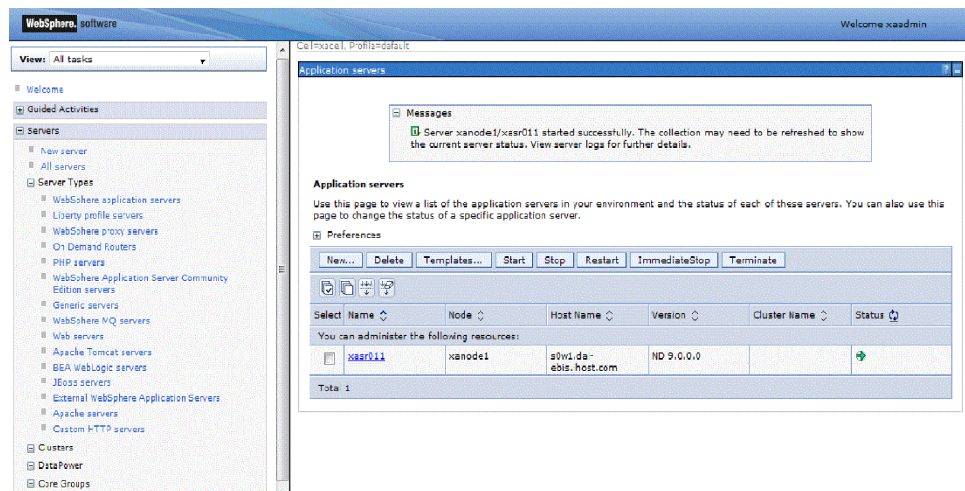 WebSphere. software
Welcome xaadmin
View: All tasks
Welcome
Guided Activities
Servers
New server
All servers
Server Types
WebSphere application servers
Liberty profile servers
WebSphere proxy servers
On Demand Routers
PHP servers
WebSphere Application Server Community
Edition servers
Generic servers
WebSphere MQ servers
Web servers
Apache Tomcat servers
BEA WebLogic servers
JBoss servers
External WebSphere Application Servers
Apache servers
Custom HTTP servers
Clusters
DataPower
Core Groups
Cell=xacell, Profile=default
Application servers
?
Messages
Server xanode1/xasr011 started successfully. The collection may need to be refreshed to show
the current server status. View server logs for further details.
Application servers
Use this page to view a list of the application servers in your environment and the status of each of these servers. You can also use this
page to change the status of a specific application server.
Preferences
New... Delete Templates... Start Stop Restart ImmediateStop Terminate
Select Name Node Host Name Version Cluster Name Status
You can administer the following resources:
xasr011 xanode1 s0w1.dal- ND 9.0.0.0
ebis.host.com
Total 1